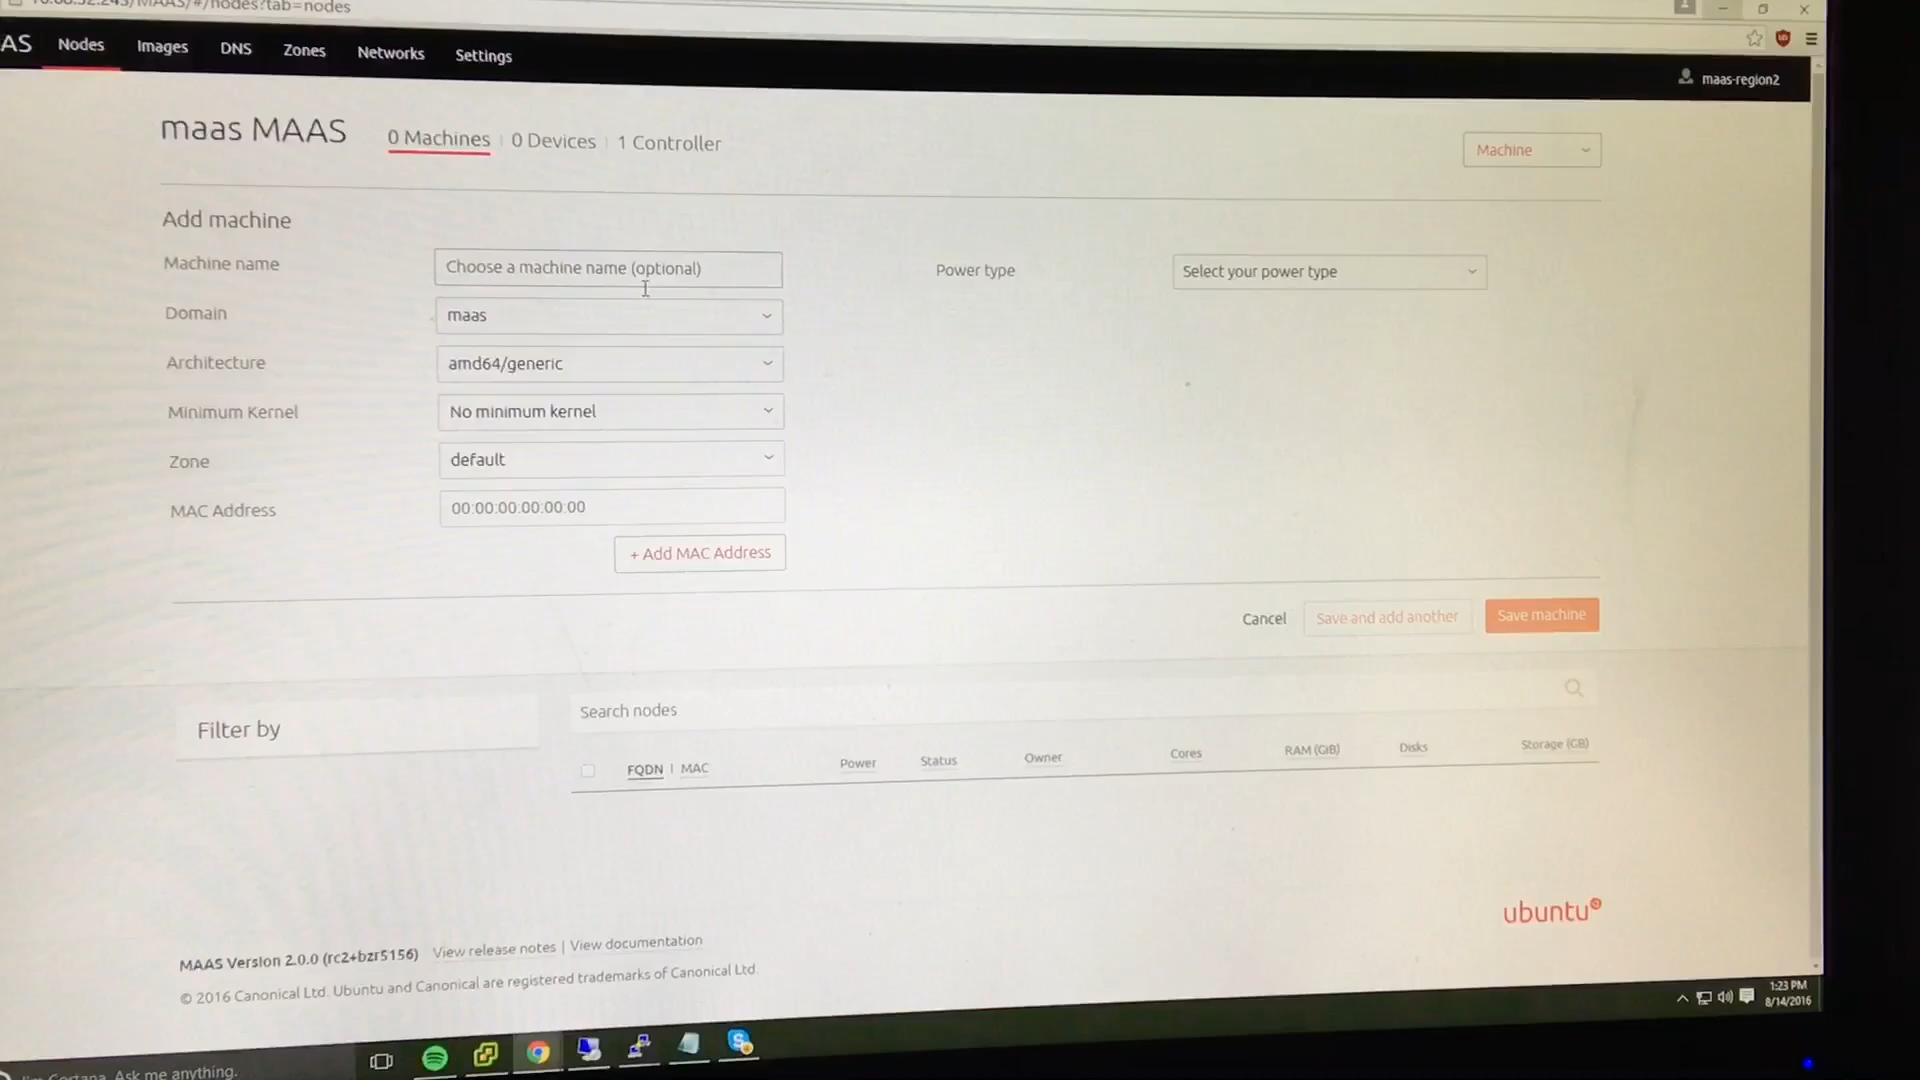 /MAAS/#/nodes?tab=nodes
AS Nodes Images DNS Zones Networks Settings
maas-region2
maas MAAS 0 Machines 0 Devices 1 Controller Machine
Add machine
Machine name Choose a machine name (optional) Power type Select your power type
Domain maas
Architecture amd64/generic
Minimum Kernel No minimum kernel
Zone default
MAC Address 00:00:00:00:00:00
+ Add MAC Address
Cancel Save and add another Save machine
Filter by Search nodes
FQDN | MAC Power Status Owner Cores RAM (GiB) Disks Storage (GB)
ubuntu
MAAS Version 2.0.0 (rc2+bzr5156) View release notes | View documentation
© 2016 Canonical Ltd. Ubuntu and Canonical are registered trademarks of Canonical Ltd.
1:23 PM
8/14/2016
I'm Cortana. Ask me anything.